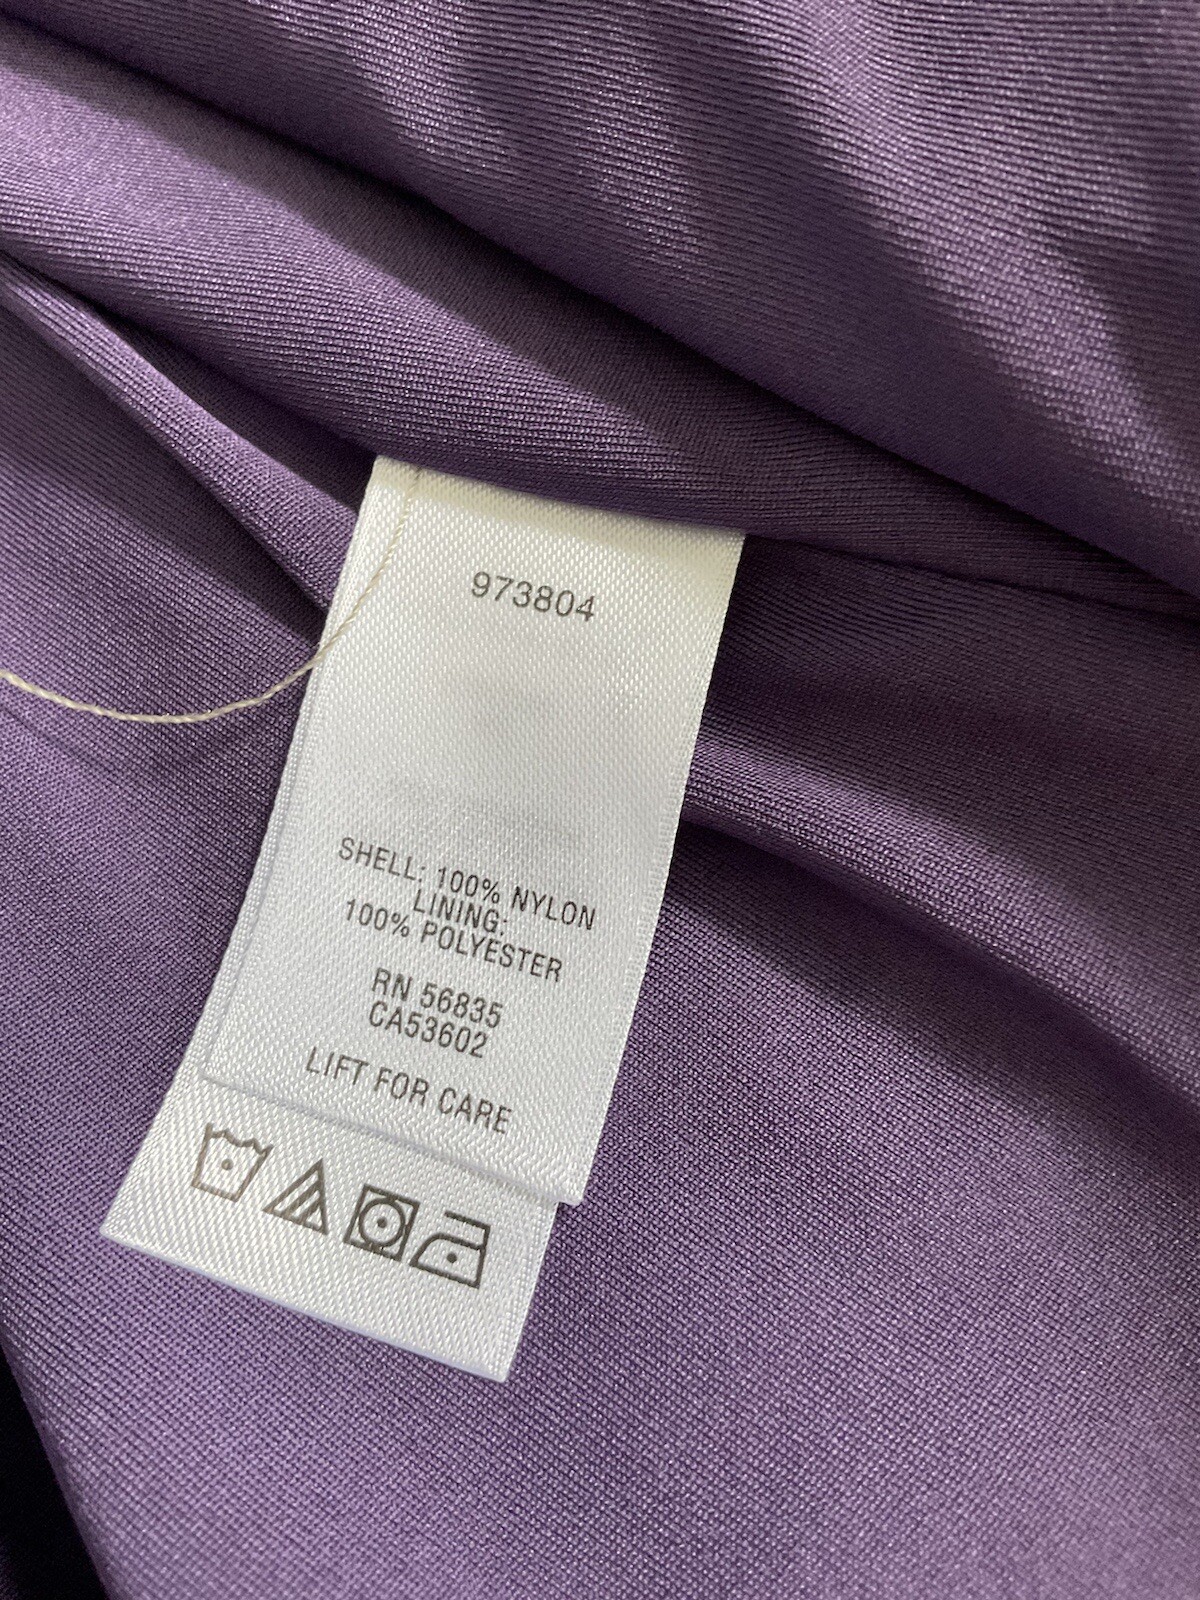 973804
SHELL: 100% NYLON
LINING:
100% POLYESTER
RN 56835
CA53602
LIFT FOR CARE